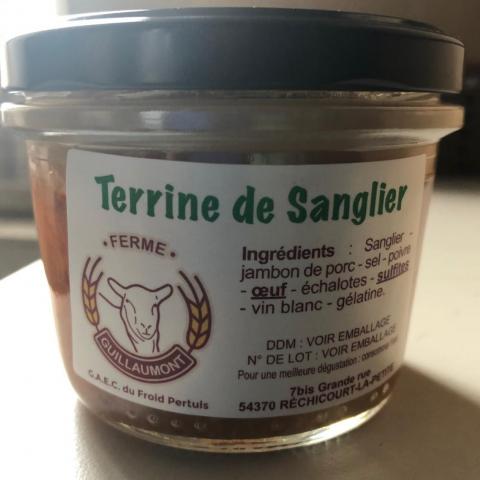 Terrine de Sanglier
FERME
GUILLAUMONT
G.A.E.C. du Froid Pertuis
Ingrédients : Sanglier -
jambon de porc - sel - poivre
- œuf - échalotes - sulfites
- vin blanc - gélatine.
DDM : VOIR EMBALLAGE
N° DE LOT : VOIR EMBALLAGE
Pour une meilleure dégustation : consommez
7bis Grande rue
54370 RÉCHICOURT-LA-PETITE